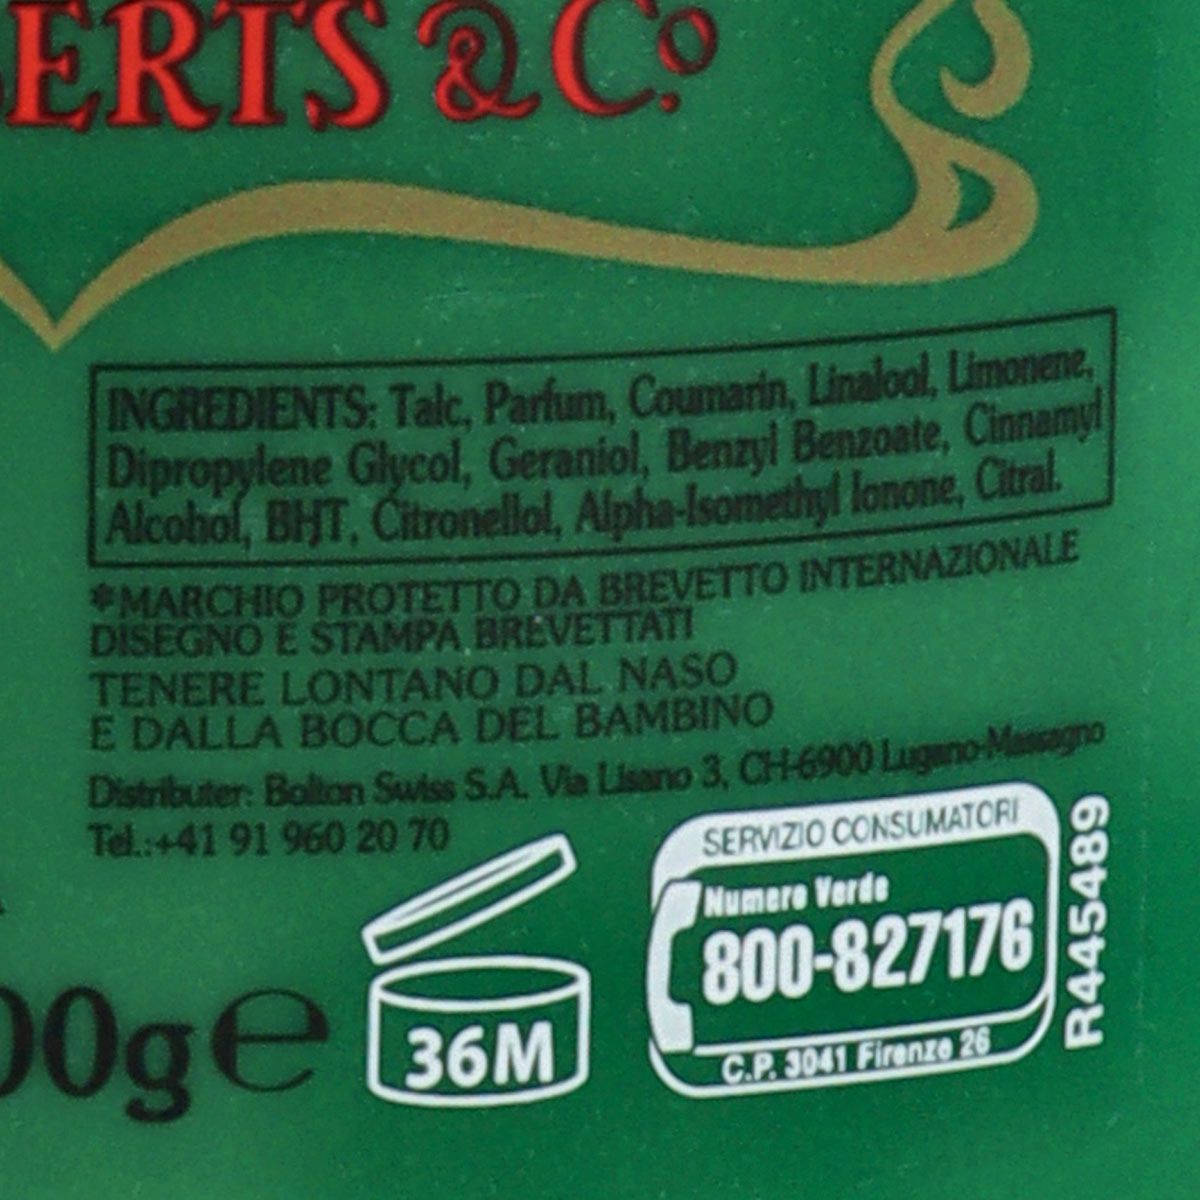 ERTS & Cº.
INGREDIENTS: Talc, Parfum, Coumarin, Linalool, Limonene,
Dipropylene Glycol, Geraniol, Benzyl Benzoate, Cinnamyl
Alcohol, BHT, Citronellol, Alpha-Isomethyl Ionone, Citral.
*MARCHIO PROTETTO DA BREVETTO INTERNAZIONALE
DISEGNO E STAMPA BREVETTATI
TENERE LONTANO DAL NASO
E DALLA BOCCA DEL BAMBINO
Distributer: Bolton Swiss S.A. Via Lisano 3, CH-6900 Lugano-Massagno
Tel.:+41 91 960 20 70
SERVIZIO CONSUMATORI
Numero Verde
800-827176
C.P. 3041 Firenze 26
R445489
36M
00g℮